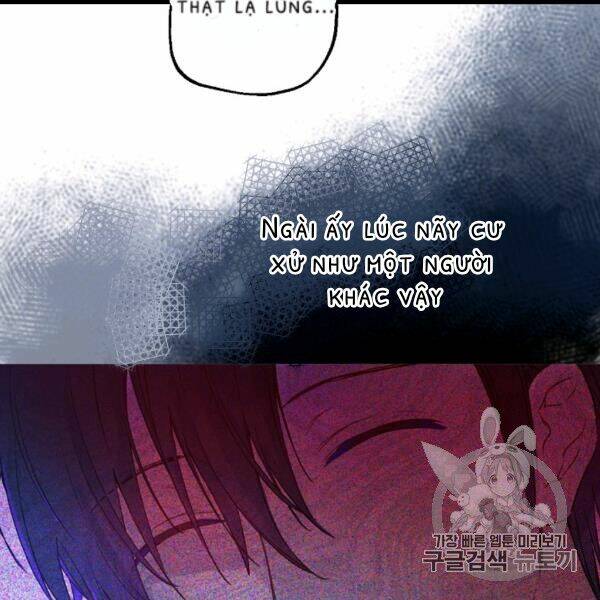 THẬT LẠ LÙNG...
NGÀI ẤY LÚC NÃY CƯ
XỬ NHƯ MỘT NGƯỜI
KHÁC VẬY
가장 빠른 웹툰 미리보기
구글검색 뉴토끼